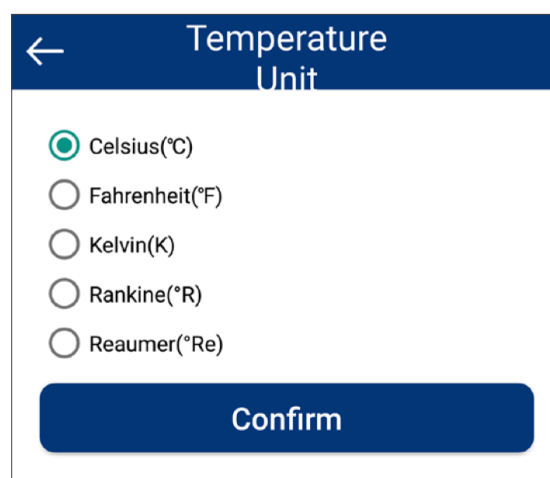 Temperature
Unit
Celsius(℃)
Fahrenheit(℉)
Kelvin(K)
Rankine(°R)
Reaumer(°Re)
Confirm